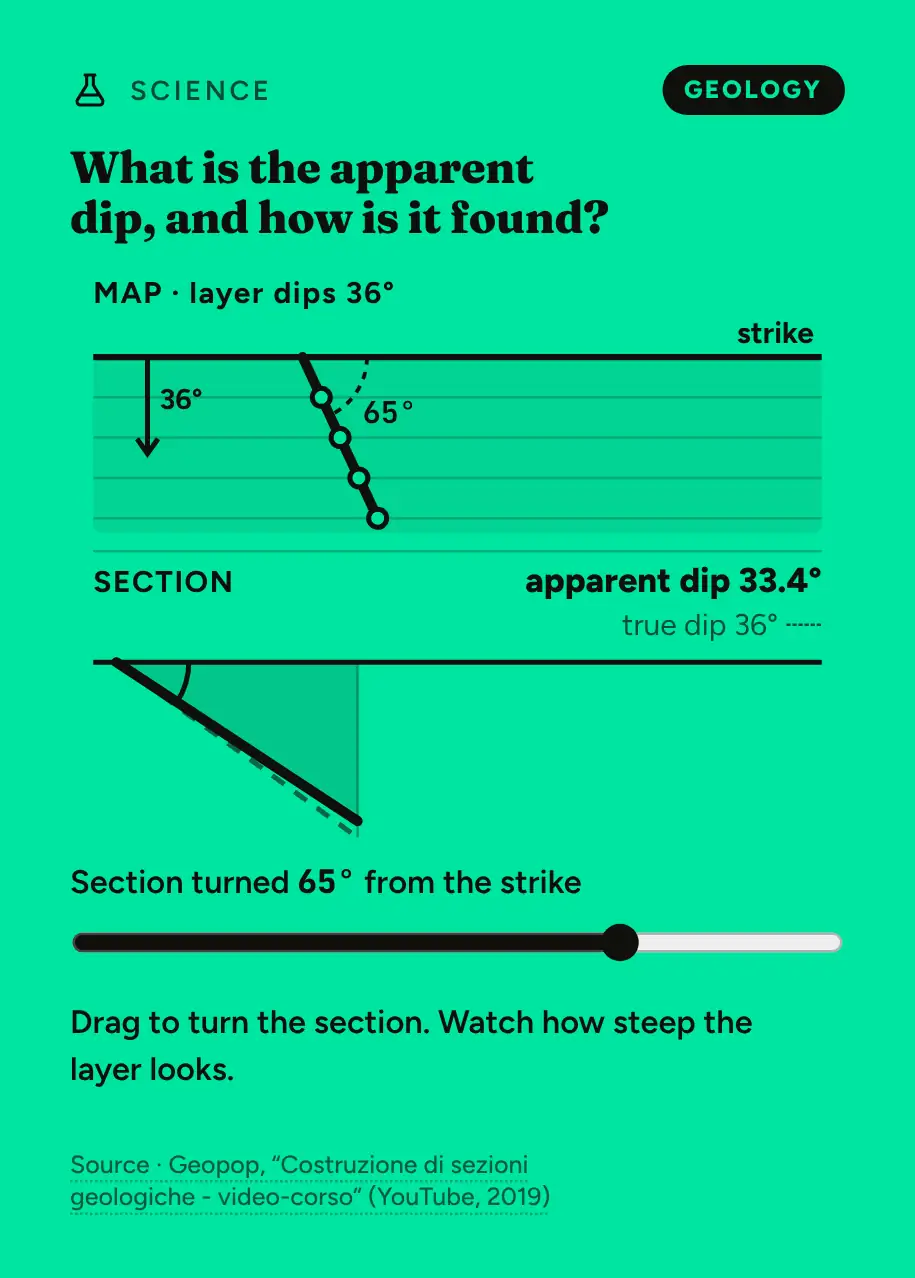 SCIENCE
GEOLOGY
What is the apparent
dip, and how is it found?
MAP · layer dips 36°
strike
36°
65°
SECTION
apparent dip 33.4°
true dip 36°
Section turned 65° from the strike
Drag to turn the section. Watch how steep the
layer looks.
Source · Geopop, “Costruzione di sezioni
geologiche - video-corso” (YouTube, 2019)